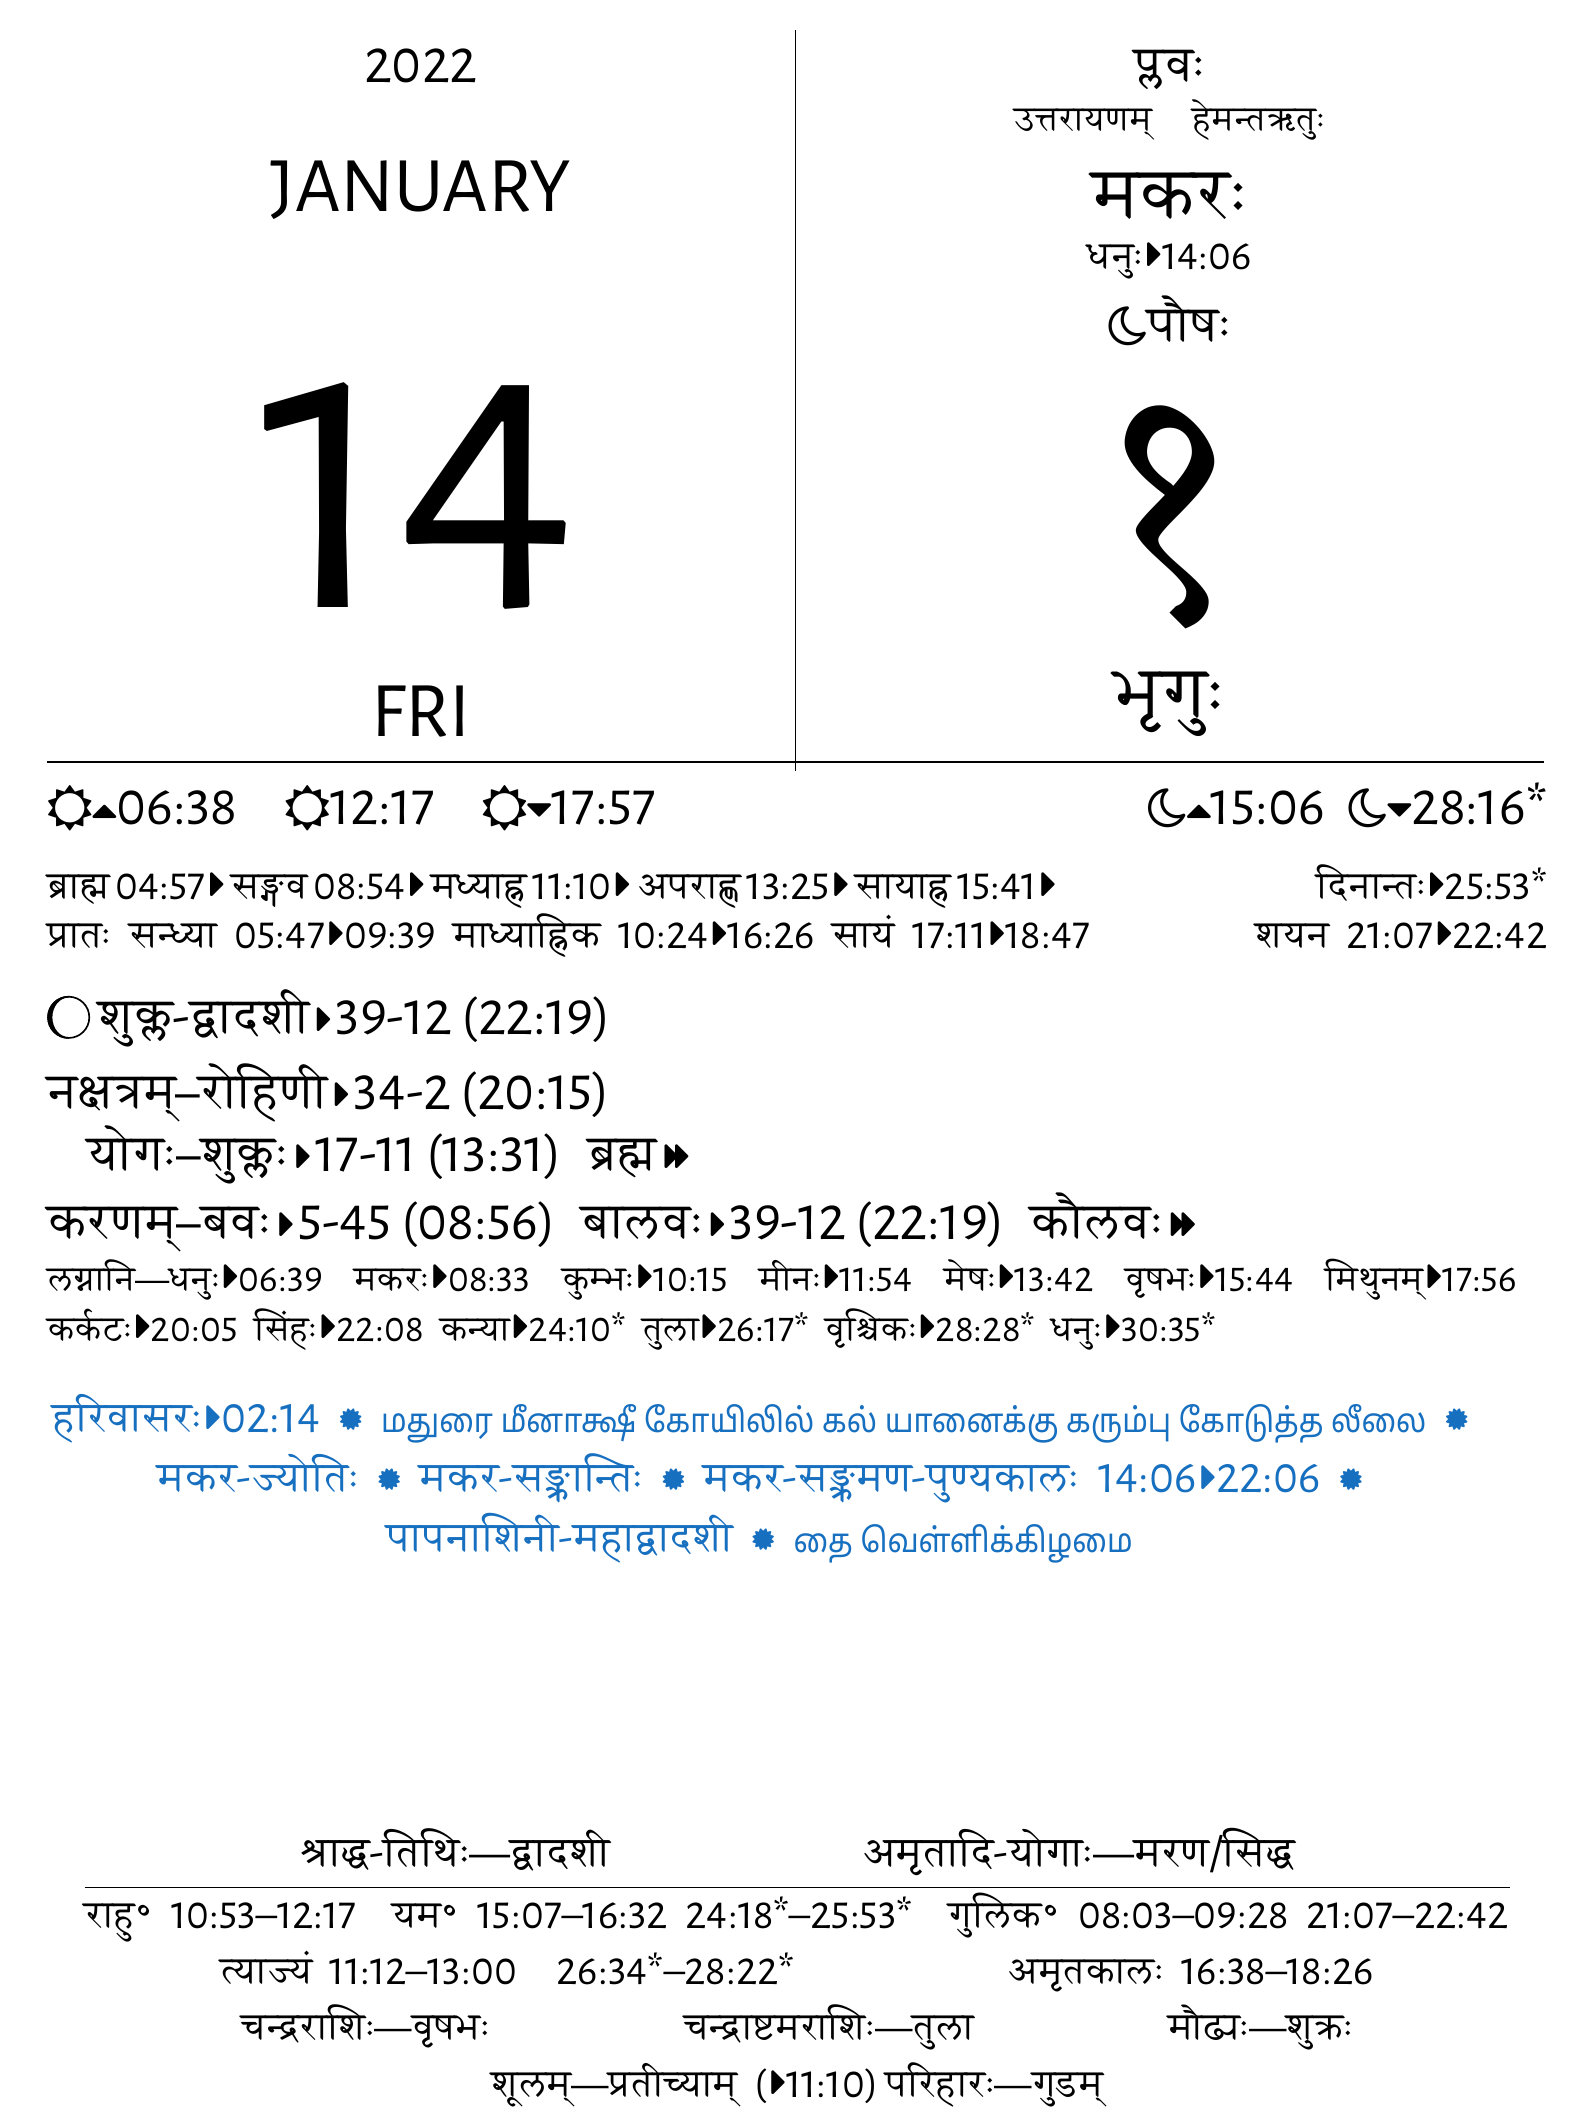 2022
JANUARY
14
FRI
प्लवः
उत्तरायणम् हेमन्तऋतुः
मकरः
धनुः⏵14:06
☾पौषः
१
भृगुः
06:38 12:17 17:57 15:06 28:16*
ब्राह्म 04:57⏵ सङ्गव 08:54⏵ मध्याह्न 11:10⏵ अपराह्ण 13:25⏵ सायाह्न 15:41⏵ दिनान्तः⏵25:53*
प्रातः सन्ध्या 05:47⏵09:39 माध्याह्निक 10:24⏵16:26 सायं 17:11⏵18:47 शयन 21:07⏵22:42
शुक्ल-द्वादशी⏵39-12 (22:19)
नक्षत्रम्–रोहिणी⏵34-2 (20:15)
योगः–शुक्लः⏵17-11 (13:31) ब्रह्म⏩
करणम्–बवः⏵5-45 (08:56) बालवः⏵39-12 (22:19) कौलवः⏩
लग्नानि—धनुः⏵06:39 मकरः⏵08:33 कुम्भः⏵10:15 मीनः⏵11:54 मेषः⏵13:42 वृषभः⏵15:44 मिथुनम्⏵17:56
कर्कटः⏵20:05 सिंहः⏵22:08 कन्या⏵24:10* तुला⏵26:17* वृश्चिकः⏵28:28* धनुः⏵30:35*
हरिवासरः⏵02:14 ✹ மதுரை மீனாக்ஷீ கோயிலில் கல் யானைக்கு கரும்பு கோடுத்த லீலை ✹
मकर-ज्योतिः ✹ मकर-सङ्क्रान्तिः ✹ मकर-सङ्क्रमण-पुण्यकालः 14:06⏵22:06 ✹
पापनाशिनी-महाद्वादशी ✹ தை வெள்ளிக்கிழமை
श्राद्ध-तिथिः—द्वादशी अमृतादि-योगाः—मरण/सिद्ध
राहु॰ 10:53–12:17 यम॰ 15:07–16:32 24:18*–25:53* गुलिक॰ 08:03–09:28 21:07–22:42
त्याज्यं 11:12–13:00 26:34*–28:22* अमृतकालः 16:38–18:26
चन्द्रराशिः—वृषभः चन्द्राष्टमराशिः—तुला मौढ्यः—शुक्रः
शूलम्—प्रतीच्याम् (⏵11:10) परिहारः—गुडम्